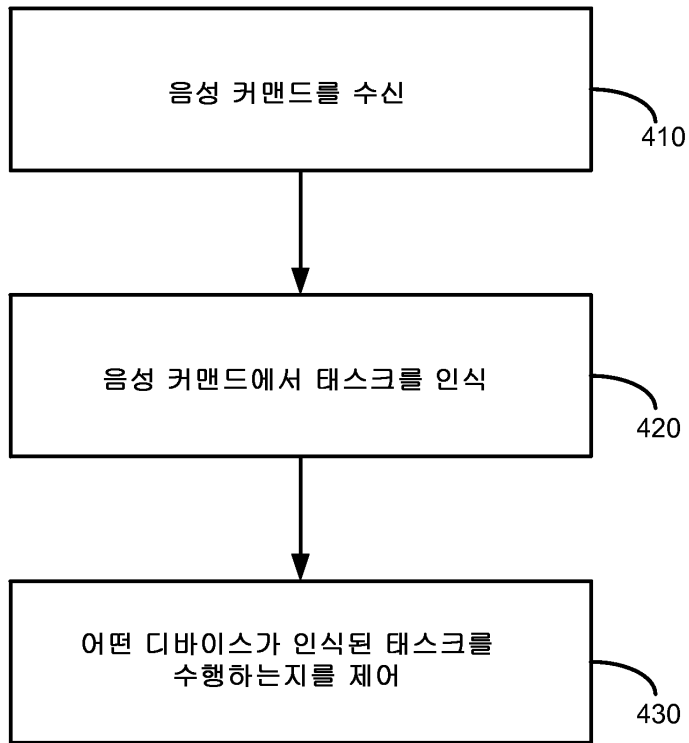 음성 커맨드를 수신
410
음성 커맨드에서 태스크를 인식
420
어떤 디바이스가 인식된 태스크를
수행하는지를 제어
430